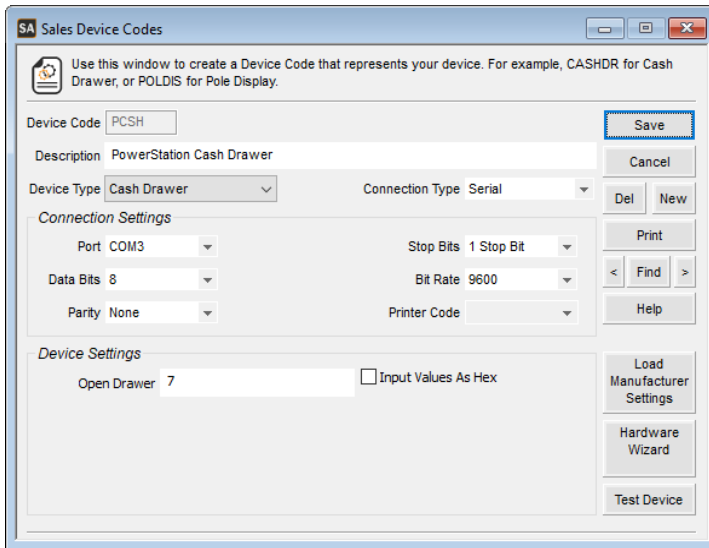 SA Sales Device Codes
Use this window to create a Device Code that represents your device. For example, CASHDR for Cash
Drawer, or POLDIS for Pole Display.
Device Code PCSH
Save
Description PowerStation Cash Drawer
Cancel
Device Type Cash Drawer Connection Type Serial
Del New
Connection Settings
Port COM3 Stop Bits 1 Stop Bit
Print
Data Bits 8 Bit Rate 9600
< Find >
Parity None Printer Code
Help
Device Settings
Open Drawer 7 Input Values As Hex
Load
Manufacturer
Settings
Hardware
Wizard
Test Device